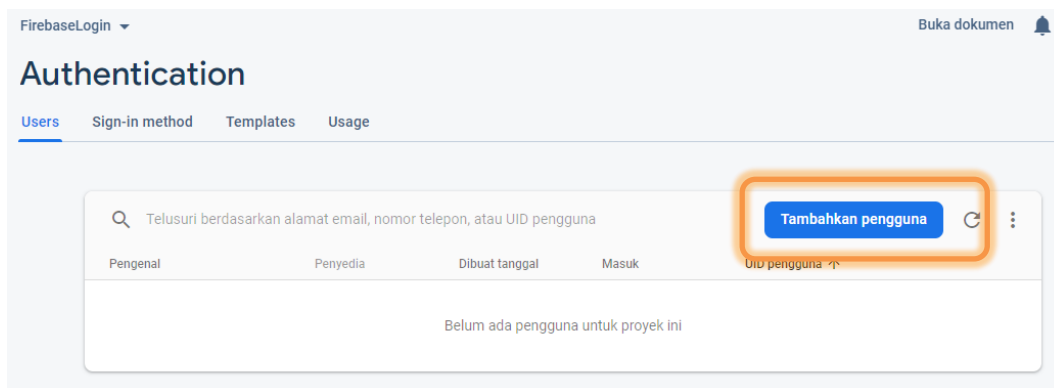 FirebaseLogin Buka dokumen
Authentication
Users Sign-in method Templates Usage
Telusuri berdasarkan alamat email, nomor telepon, atau UID pengguna Tambahkan pengguna
Pengenal Penyedia Dibuat tanggal Masuk UID pengguna
Belum ada pengguna untuk proyek ini